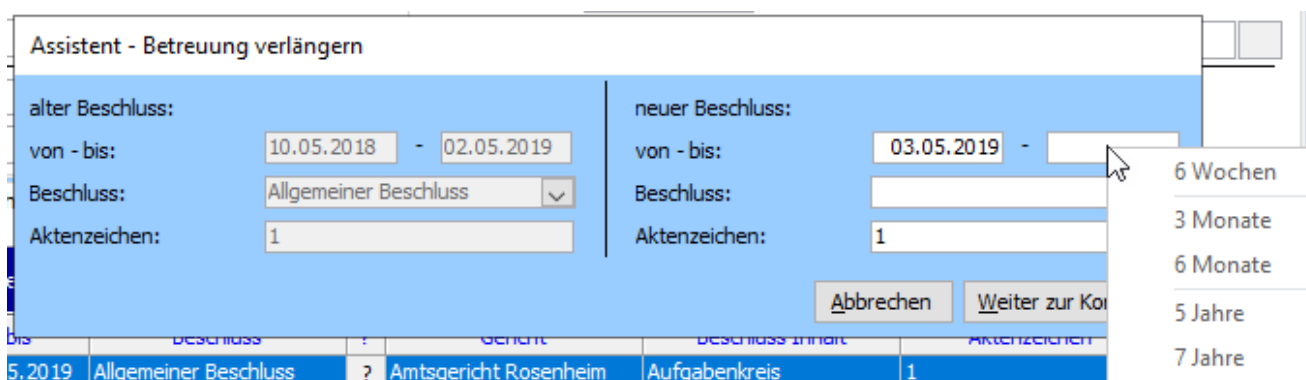 Assistent - Betreuung verlängern
alter Beschluss:
von - bis:
10.05.2018 - 02.05.2019
Beschluss:
Allgemeiner Beschluss
Aktenzeichen:
1
neuer Beschluss:
von - bis:
03.05.2019 -
Beschluss:
Aktenzeichen:
1
6 Wochen
3 Monate
6 Monate
5 Jahre
7 Jahre
Abbrechen
Weiter zur Kor
bis Beschluss ? Gericht Beschluss Inhalt Aktenzeichen
5.2019 Allgemeiner Beschluss ? Amtsgericht Rosenheim Aufgabenkreis 1